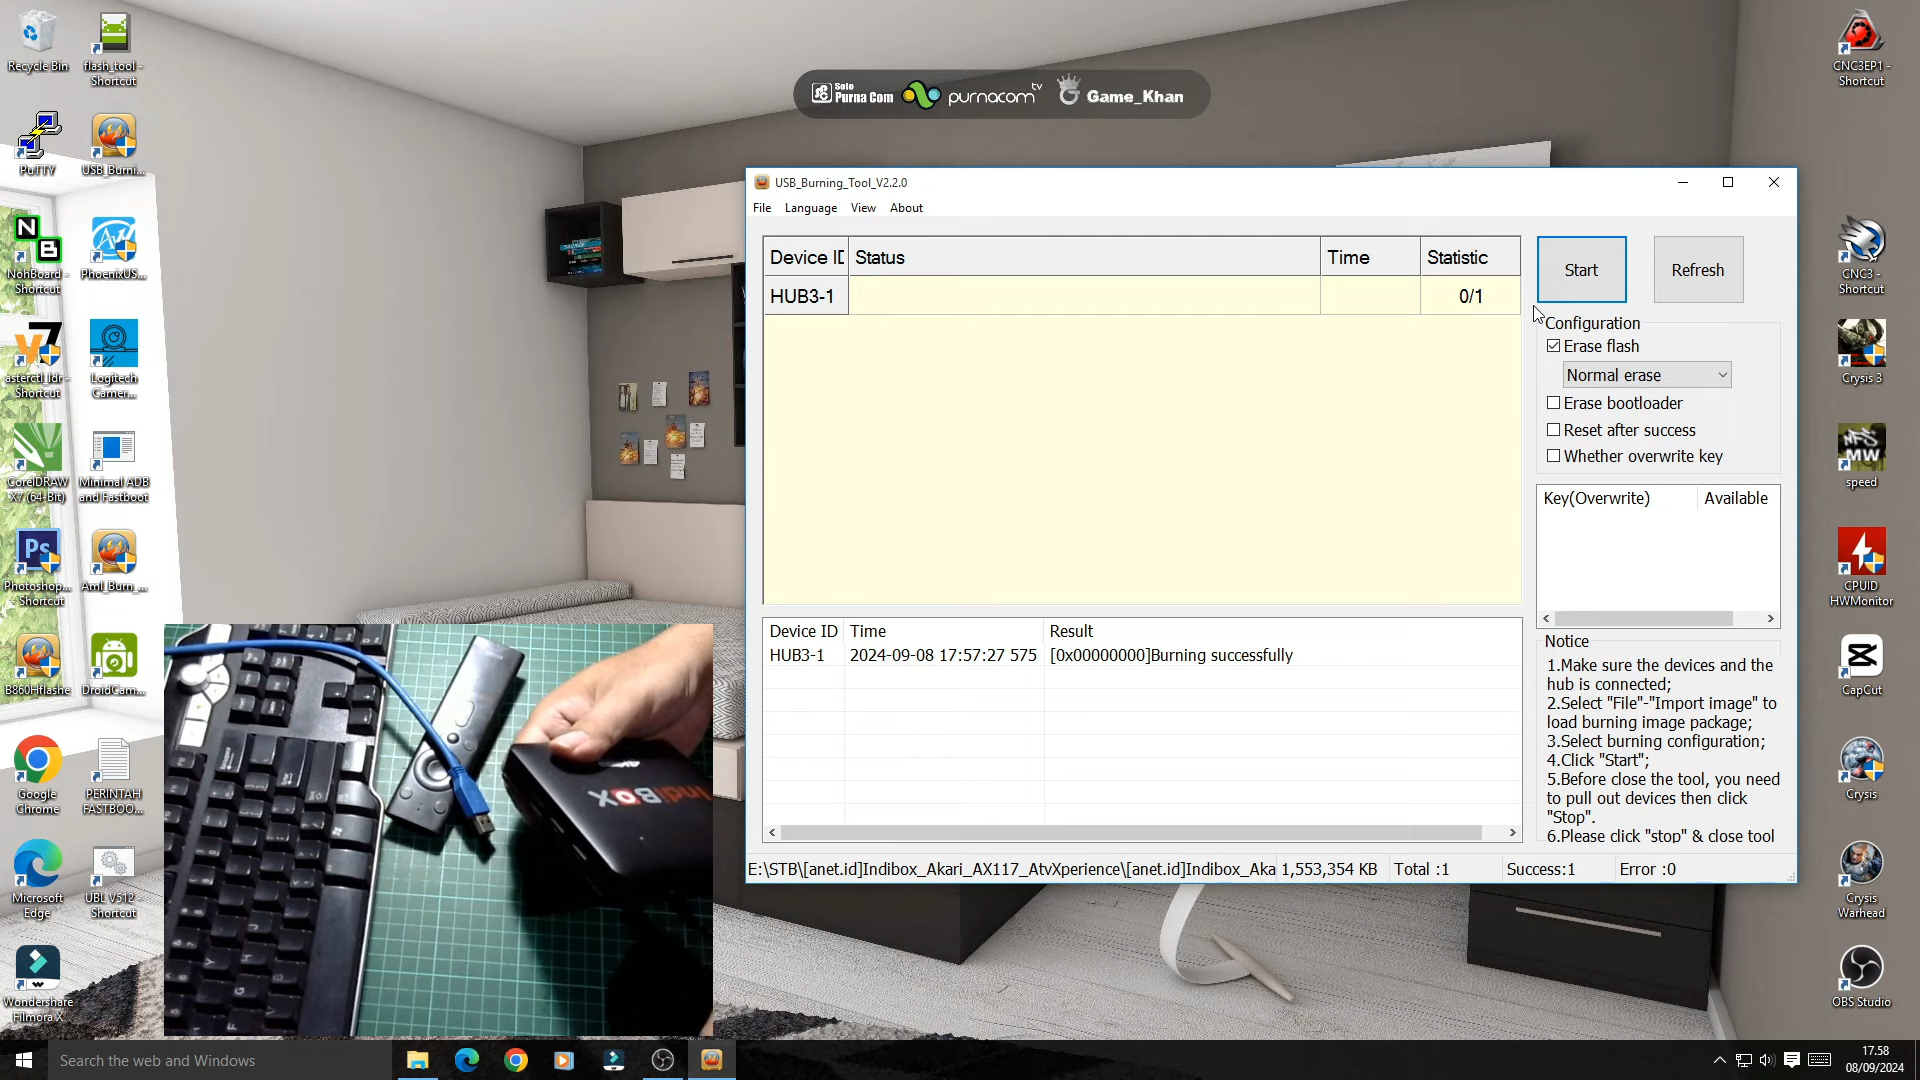 Recycle Bin
flash_tool -
Shortcut
PuTTY
USB_Burni...
NohBoard -
Shortcut
PhoenixUS...
asterctl_ldr -
Shortcut
Logitech
Camer...
CorelDRAW
X7 (64-Bit)
Minimal ADB
and Fastboot
Photoshop...
- Shortcut
Aml_Burn_...
B860Hflashe
DroidCam...
Google
Chrome
PERINTAH
FASTBOO...
Microsoft
Edge
UBL V512 -
Shortcut
Wondershare
Filmora X
Solo
Purna Com
purnacom tv
Game_Khan
USB_Burning_Tool_V2.2.0
File Language View About
Device ID Status Time Statistic
HUB3-1 0/1
Start
Refresh
Configuration
Erase flash
Normal erase
Erase bootloader
Reset after success
Whether overwrite key
Key(Overwrite) Available
Notice
1.Make sure the devices and the
hub is connected;
2.Select "File"-"Import image" to
load burning image package;
3.Select burning configuration;
4.Click "Start";
5.Before close the tool, you need
to pull out devices then click
"Stop".
6.Please click "stop" & close tool
Device ID Time Result
HUB3-1 2024-09-08 17:57:27 575 [0x00000000]Burning successfully
E:\STB\[anet.id]Indibox_Akari_AX117_AtvXperience\[anet.id]Indibox_Aka 1,553,354 KB Total :1 Success:1 Error :0
IndiBOX
CNC3EP1 -
Shortcut
CNC3 -
Shortcut
Crysis 3
speed
CPUID
HWMonitor
CapCut
Crysis
Crysis
Warhead
OBS Studio
Search the web and Windows
17.58
08/09/2024